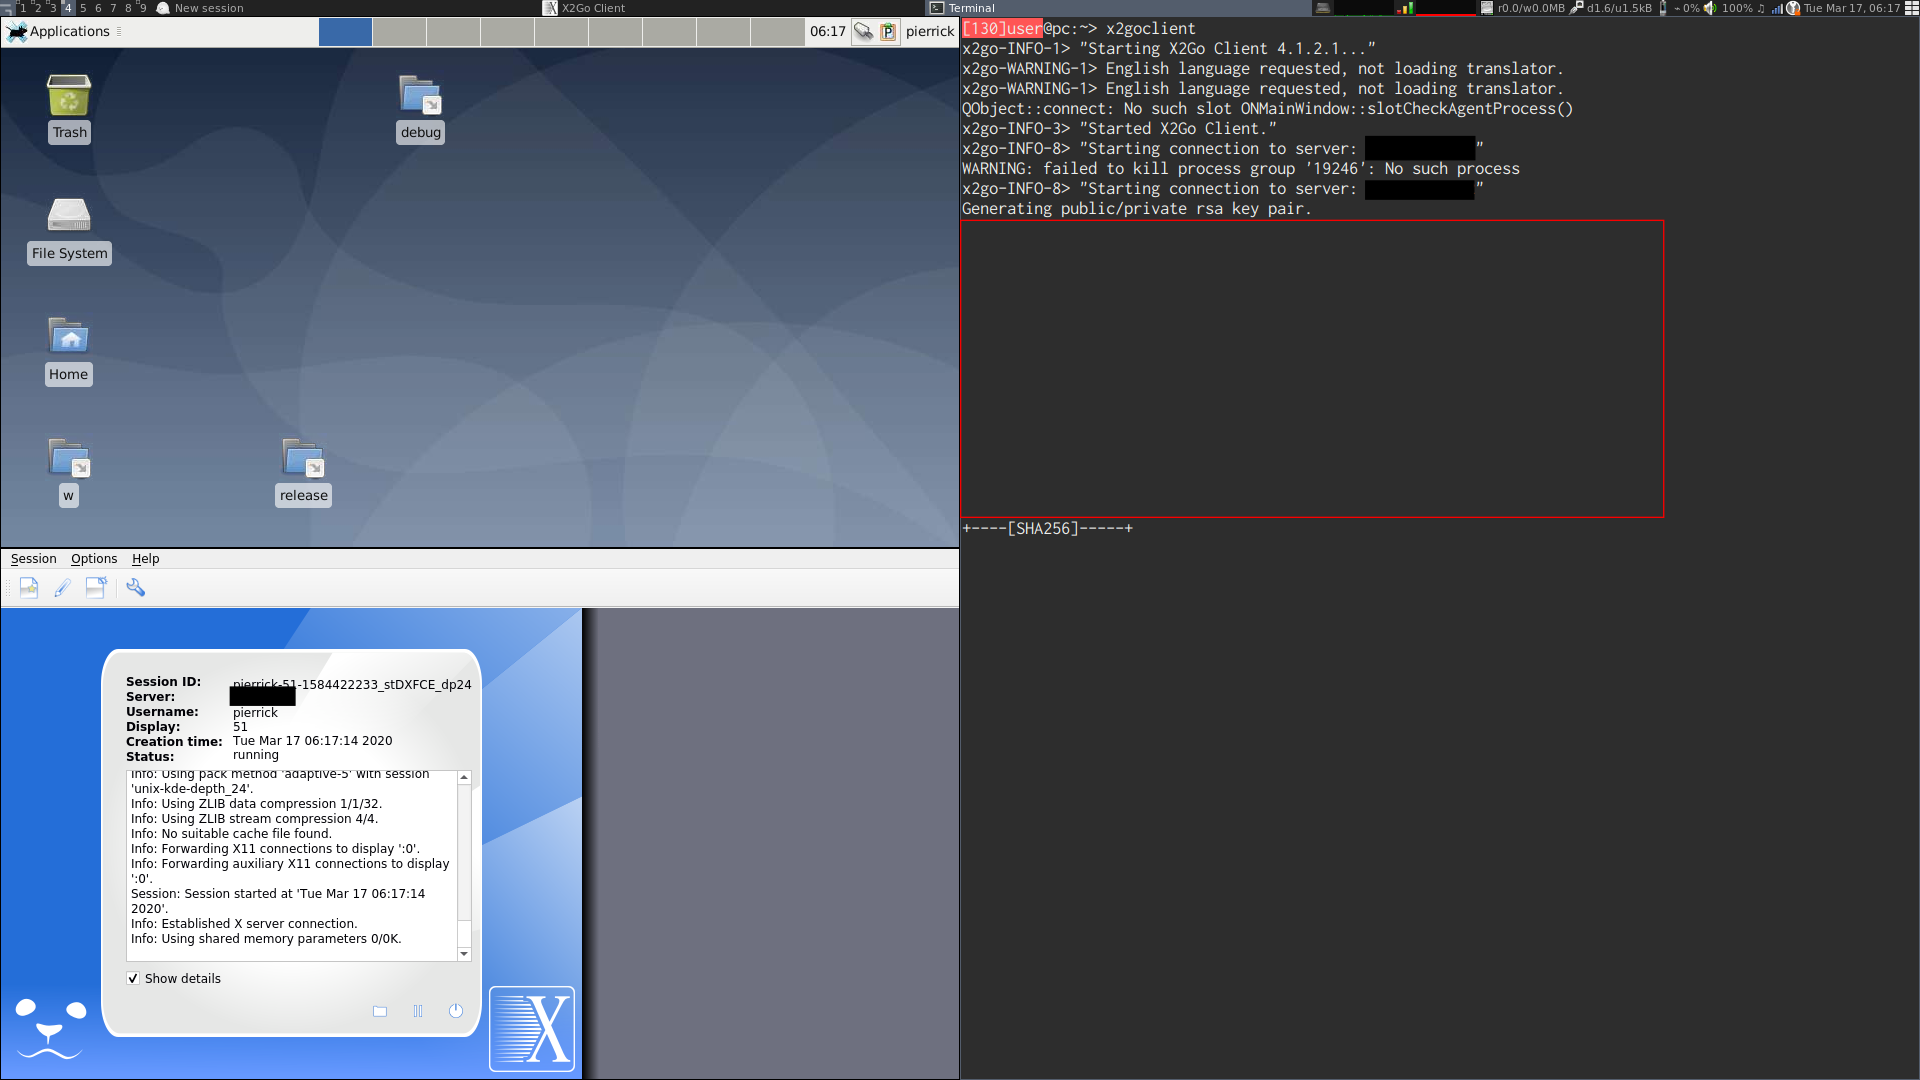 1 2 3 4 5 6 7 8 9 New session
X2Go Client
Terminal
r0.0/w0.0MB d1.6/u1.5kB 0% 100% ♫ Tue Mar 17, 06:17
Applications
06:17 pierrick
Trash
debug
File System
Home
w
release
Session Options Help
Session ID: pierrick-51-1584422233_stDXFCE_dp24
Server:
Username: pierrick
Display: 51
Creation time: Tue Mar 17 06:17:14 2020
Status: running
Info: Using pack method 'adaptive-5' with session
'unix-kde-depth_24'.
Info: Using ZLIB data compression 1/1/32.
Info: Using ZLIB stream compression 4/4.
Info: No suitable cache file found.
Info: Forwarding X11 connections to display ':0'.
Info: Forwarding auxiliary X11 connections to display
':0'.
Session: Session started at 'Tue Mar 17 06:17:14
2020'.
Info: Established X server connection.
Info: Using shared memory parameters 0/0K.
Show details
X
[130]user@pc:~> x2goclient
x2go-INFO-1> "Starting X2Go Client 4.1.2.1..."
x2go-WARNING-1> English language requested, not loading translator.
x2go-WARNING-1> English language requested, not loading translator.
QObject::connect: No such slot ONMainWindow::slotCheckAgentProcess()
x2go-INFO-3> "Started X2Go Client."
x2go-INFO-8> "Starting connection to server: "
WARNING: failed to kill process group '19246': No such process
x2go-INFO-8> "Starting connection to server: "
Generating public/private rsa key pair.
+----[SHA256]-----+